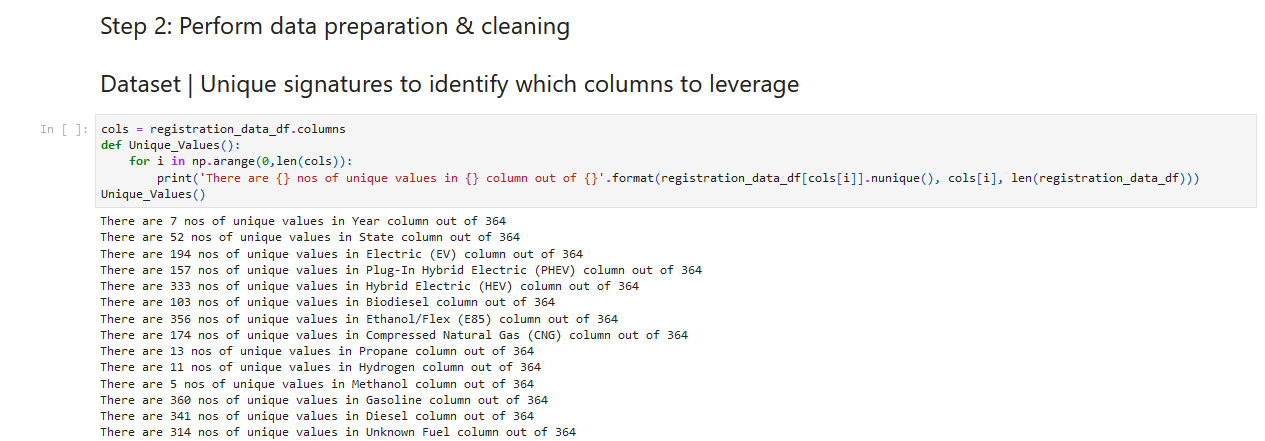 Step 2: Perform data preparation & cleaning
Dataset | Unique signatures to identify which columns to leverage
In [ ]: cols = registration_data_df.columns
def Unique_Values():
    for i in np.arange(0,len(cols)):
        print('There are {} nos of unique values in {} column out of {}'.format(registration_data_df[cols[i]].nunique(), cols[i], len(registration_data_df)))
Unique_Values()
There are 7 nos of unique values in Year column out of 364
There are 52 nos of unique values in State column out of 364
There are 194 nos of unique values in Electric (EV) column out of 364
There are 157 nos of unique values in Plug-In Hybrid Electric (PHEV) column out of 364
There are 333 nos of unique values in Hybrid Electric (HEV) column out of 364
There are 103 nos of unique values in Biodiesel column out of 364
There are 356 nos of unique values in Ethanol/Flex (E85) column out of 364
There are 174 nos of unique values in Compressed Natural Gas (CNG) column out of 364
There are 13 nos of unique values in Propane column out of 364
There are 11 nos of unique values in Hydrogen column out of 364
There are 5 nos of unique values in Methanol column out of 364
There are 360 nos of unique values in Gasoline column out of 364
There are 341 nos of unique values in Diesel column out of 364
There are 314 nos of unique values in Unknown Fuel column out of 364